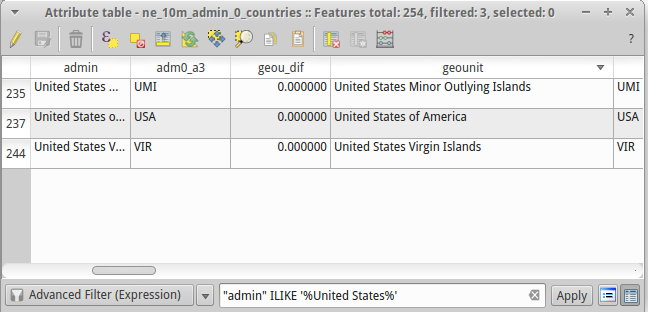 Attribute table - ne_10m_admin_0_countries :: Features total: 254, filtered: 3, selected: 0
?
admin adm0_a3 geou_dif geounit
235 United States ... UMI 0.000000 United States Minor Outlying Islands UMI
237 United States o... USA 0.000000 United States of America USA
244 United States V... VIR 0.000000 United States Virgin Islands VIR
Advanced Filter (Expression) "admin" ILIKE '%United States%' Apply